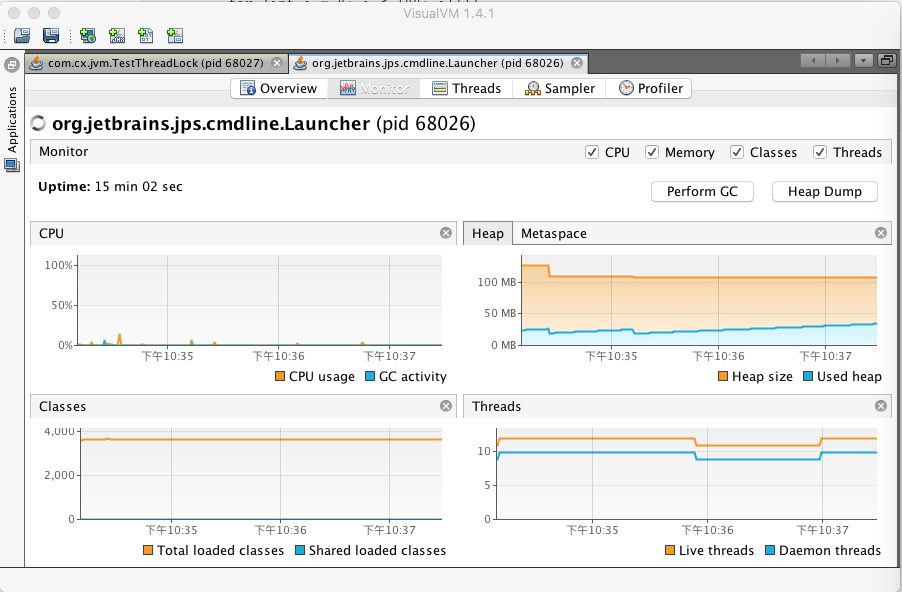 VisualVM 1.4.1
com.cx.jvm.TestThreadLock (pid 68027)
org.jetbrains.jps.cmdline.Launcher (pid 68026)
Applications
Overview
Monitor
Threads
Sampler
Profiler
org.jetbrains.jps.cmdline.Launcher (pid 68026)
Monitor
CPU
Memory
Classes
Threads
Uptime: 15 min 02 sec
Perform GC
Heap Dump
CPU
100%
50%
0%
下午10:35
下午10:36
下午10:37
CPU usage
GC activity
Heap
Metaspace
100 MB
50 MB
0 MB
下午10:35
下午10:36
下午10:37
Heap size
Used heap
Classes
4,000
2,000
0
下午10:35
下午10:36
下午10:37
Total loaded classes
Shared loaded classes
Threads
10
5
0
下午10:35
下午10:36
下午10:37
Live threads
Daemon threads